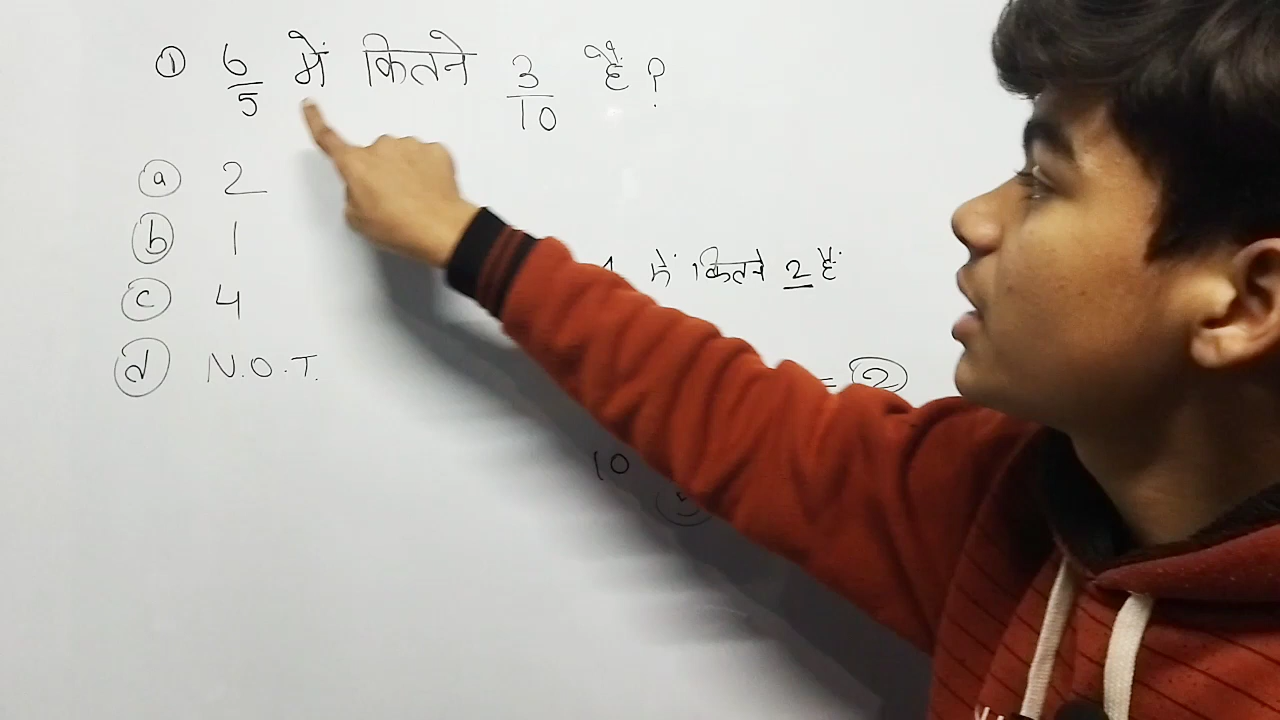 ① 6/5 में कितने 3/10 हैं ?
ⓐ 2
ⓑ 1
ⓒ 4
ⓓ N.O.T.
में कितने 2 हैं
= 2
10